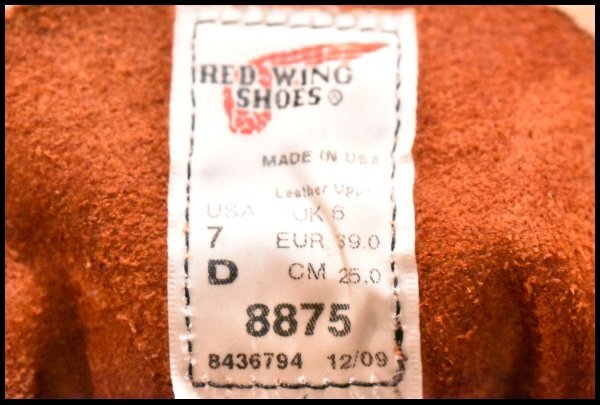 RED WING
SHOES ®
MADE IN USA
Leather Upper
USA UK 6
7 EUR 39.0
D CM 25.0
8875
8436794 12/09